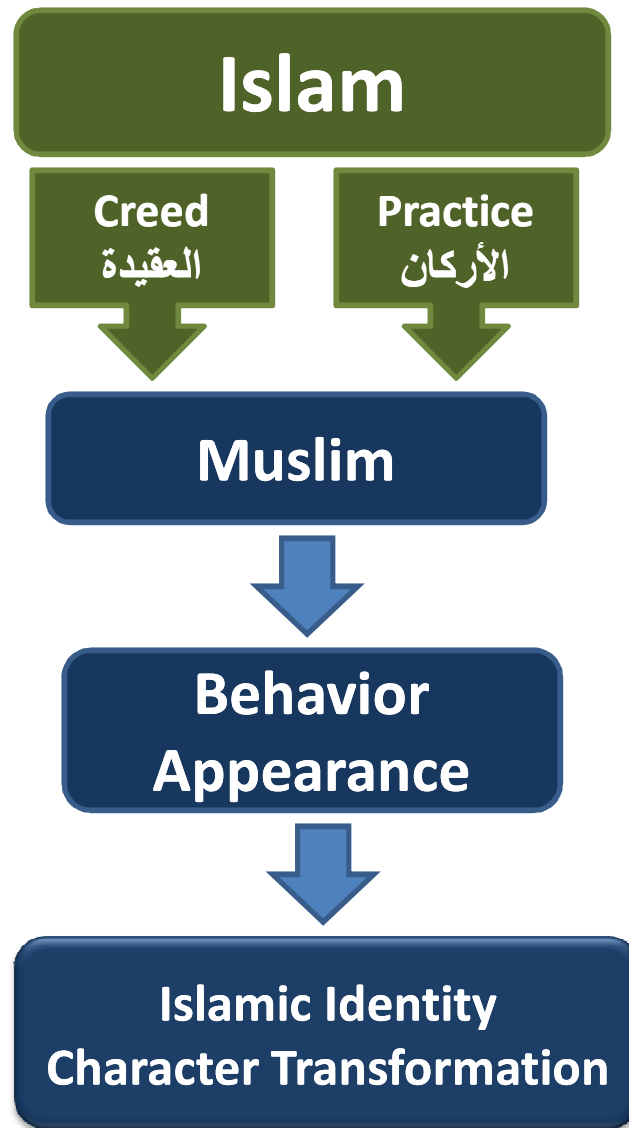 Islam
Creed
العقيدة
Practice
الأركان
Muslim
Behavior
Appearance
Islamic Identity
Character Transformation